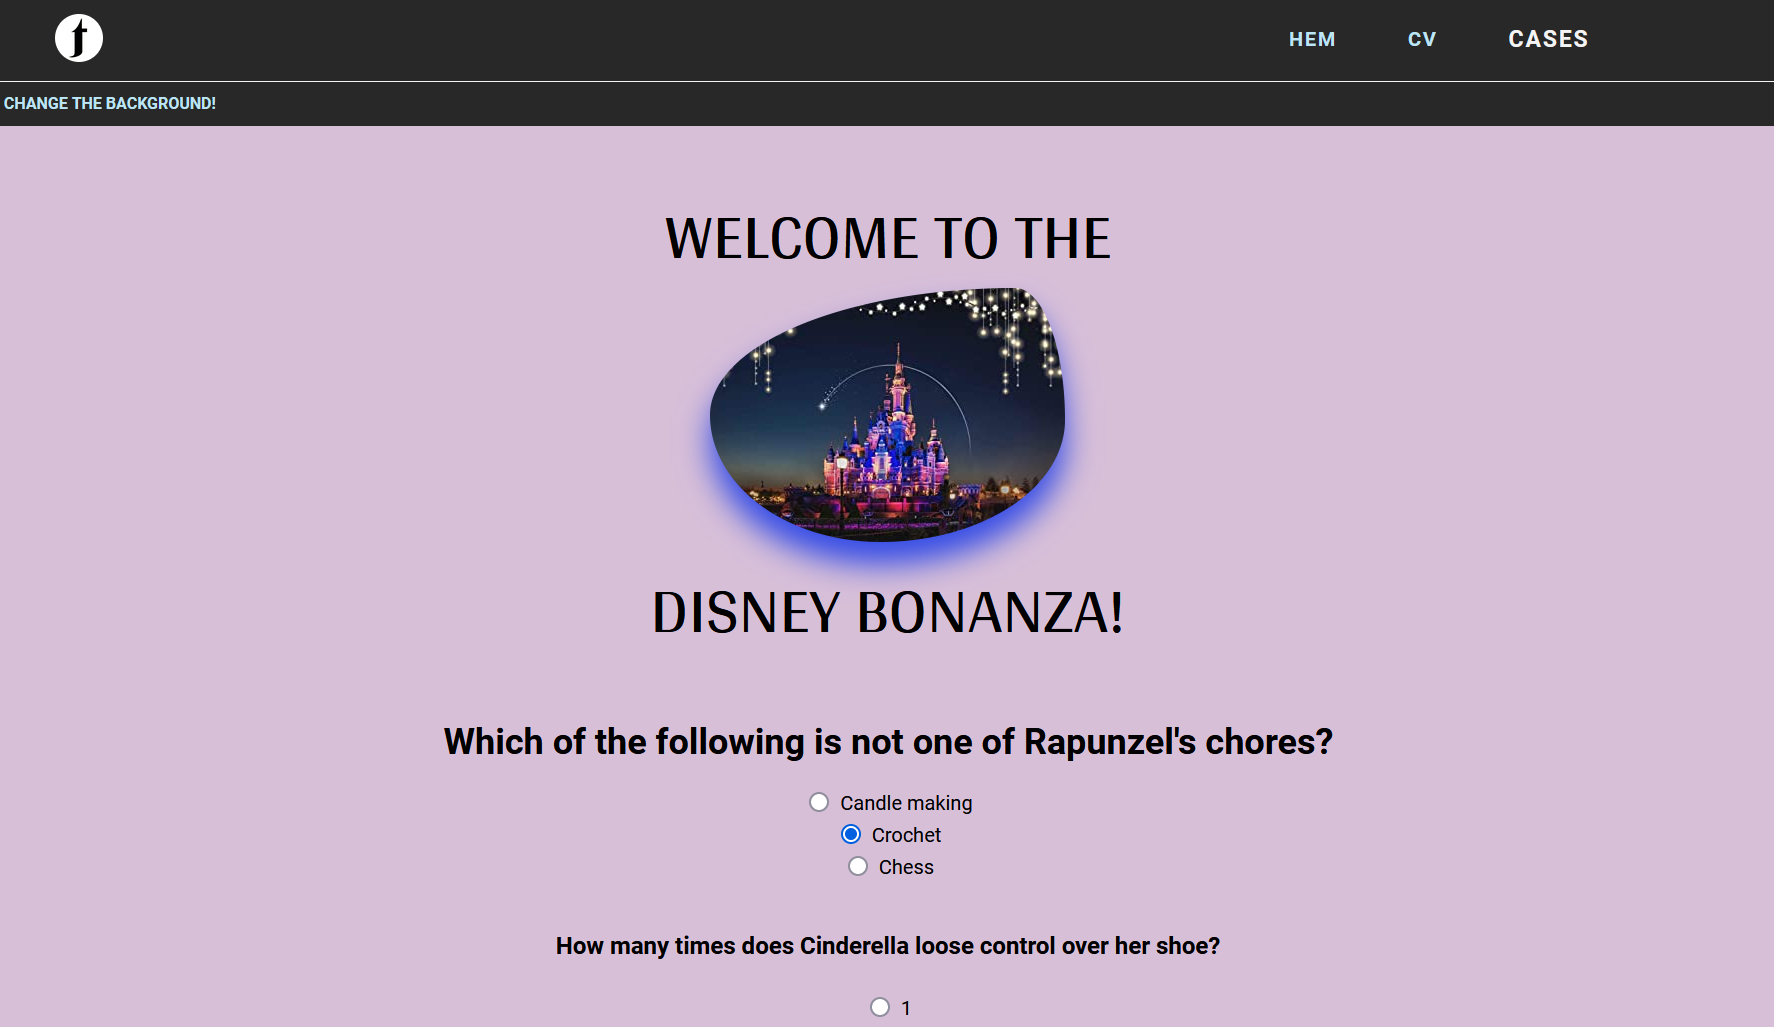 f
HEM
CV
CASES
CHANGE THE BACKGROUND!
WELCOME TO THE
DISNEY BONANZA!
Which of the following is not one of Rapunzel's chores?
Candle making
Crochet
Chess
How many times does Cinderella loose control over her shoe?
1